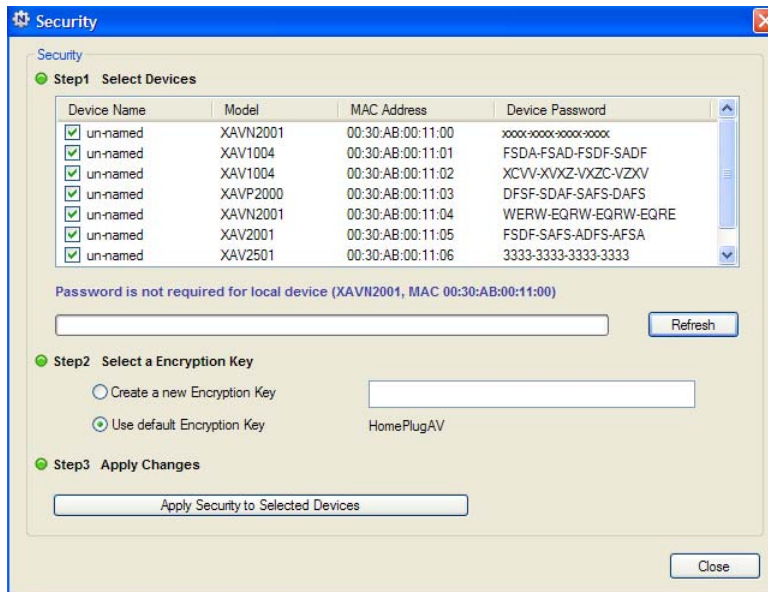 Security
Security
Step1 Select Devices
Device Name Model MAC Address Device Password
un-named XAVN2001 00:30:AB:00:11:00 xxxx-xxxx-xxxx-xxxx
un-named XAV1004 00:30:AB:00:11:01 FSDA-FSAD-FSDF-SADF
un-named XAV1004 00:30:AB:00:11:02 XCVV-XVXZ-VXZC-VZXV
un-named XAVP2000 00:30:AB:00:11:03 DFSF-SDAF-SAFS-DAFS
un-named XAVN2001 00:30:AB:00:11:04 WERW-EQRW-EQRW-EQRE
un-named XAV2001 00:30:AB:00:11:05 FSDF-SAFS-ADFS-AFSA
un-named XAV2501 00:30:AB:00:11:06 3333-3333-3333-3333
Password is not required for local device (XAVN2001, MAC 00:30:AB:00:11:00)
Refresh
Step2 Select a Encryption Key
Create a new Encryption Key
Use default Encryption Key HomePlugAV
Step3 Apply Changes
Apply Security to Selected Devices
Close